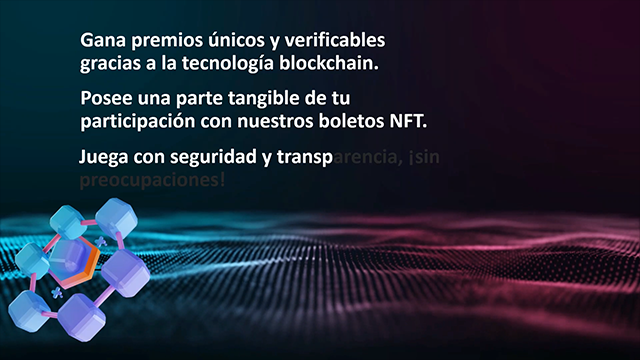 Gana premios únicos y verificables
gracias a la tecnología blockchain.
Posee una parte tangible de tu
participación con nuestros boletos NFT.
Juega con seguridad y transparencia, ¡sin
preocupaciones!